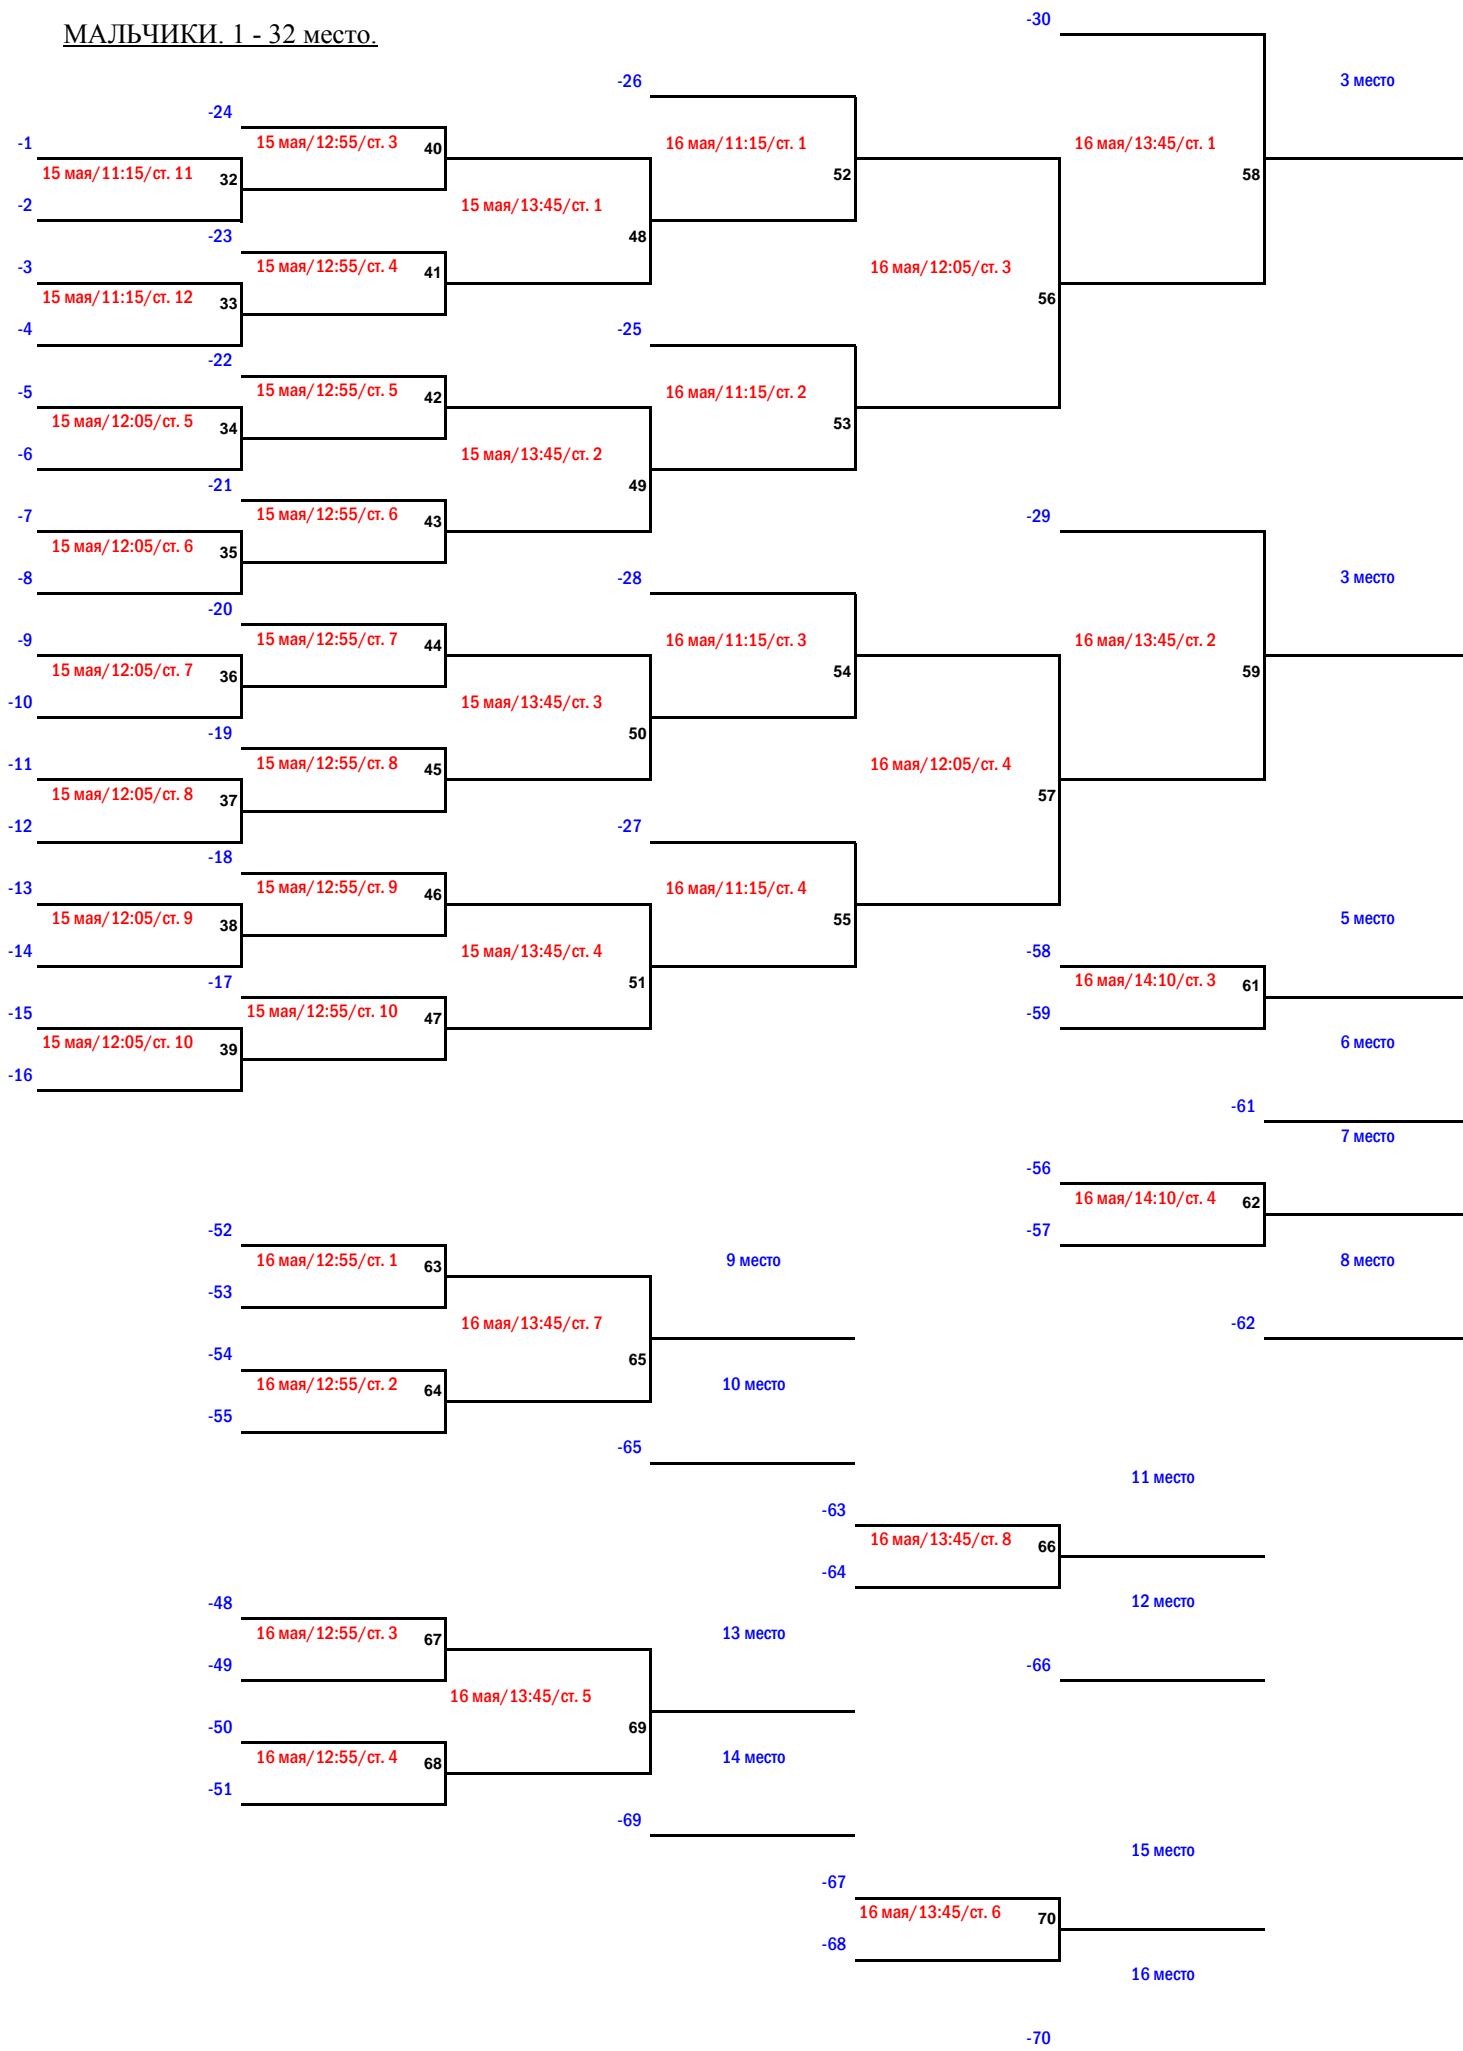 -30
МАЛЬЧИКИ. 1 - 32 место.
-26
3 место
-24
-1
15 мая/12:55/ст. 3
40
16 мая/11:15/ст. 1
16 мая/13:45/ст. 1
15 мая/11:15/ст. 11
32
52
58
-2
15 мая/13:45/ст. 1
-23
48
-3
15 мая/12:55/ст. 4
41
16 мая/12:05/ст. 3
15 мая/11:15/ст. 12
33
56
-4
-25
-22
-5
15 мая/12:55/ст. 5
42
16 мая/11:15/ст. 2
15 мая/12:05/ст. 5
34
53
-6
15 мая/13:45/ст. 2
-21
49
-7
15 мая/12:55/ст. 6
43
-29
15 мая/12:05/ст. 6
35
-8
-28
3 место
-20
-9
15 мая/12:55/ст. 7
44
16 мая/11:15/ст. 3
16 мая/13:45/ст. 2
15 мая/12:05/ст. 7
36
54
59
-10
15 мая/13:45/ст. 3
-19
50
-11
15 мая/12:55/ст. 8
45
16 мая/12:05/ст. 4
15 мая/12:05/ст. 8
37
57
-12
-27
-18
-13
15 мая/12:55/ст. 9
46
16 мая/11:15/ст. 4
15 мая/12:05/ст. 9
38
55
5 место
-14
15 мая/13:45/ст. 4
-58
-17
51
16 мая/14:10/ст. 3
61
-15
15 мая/12:55/ст. 10
47
-59
15 мая/12:05/ст. 10
39
6 место
-16
-61
7 место
-56
16 мая/14:10/ст. 4
62
-52
-57
16 мая/12:55/ст. 1
63
9 место
8 место
-53
16 мая/13:45/ст. 7
-62
-54
65
16 мая/12:55/ст. 2
64
10 место
-55
-65
11 место
-63
16 мая/13:45/ст. 8
66
-64
-48
12 место
16 мая/12:55/ст. 3
67
13 место
-49
-66
16 мая/13:45/ст. 5
-50
69
16 мая/12:55/ст. 4
68
14 место
-51
-69
15 место
-67
16 мая/13:45/ст. 6
70
-68
16 место
-70